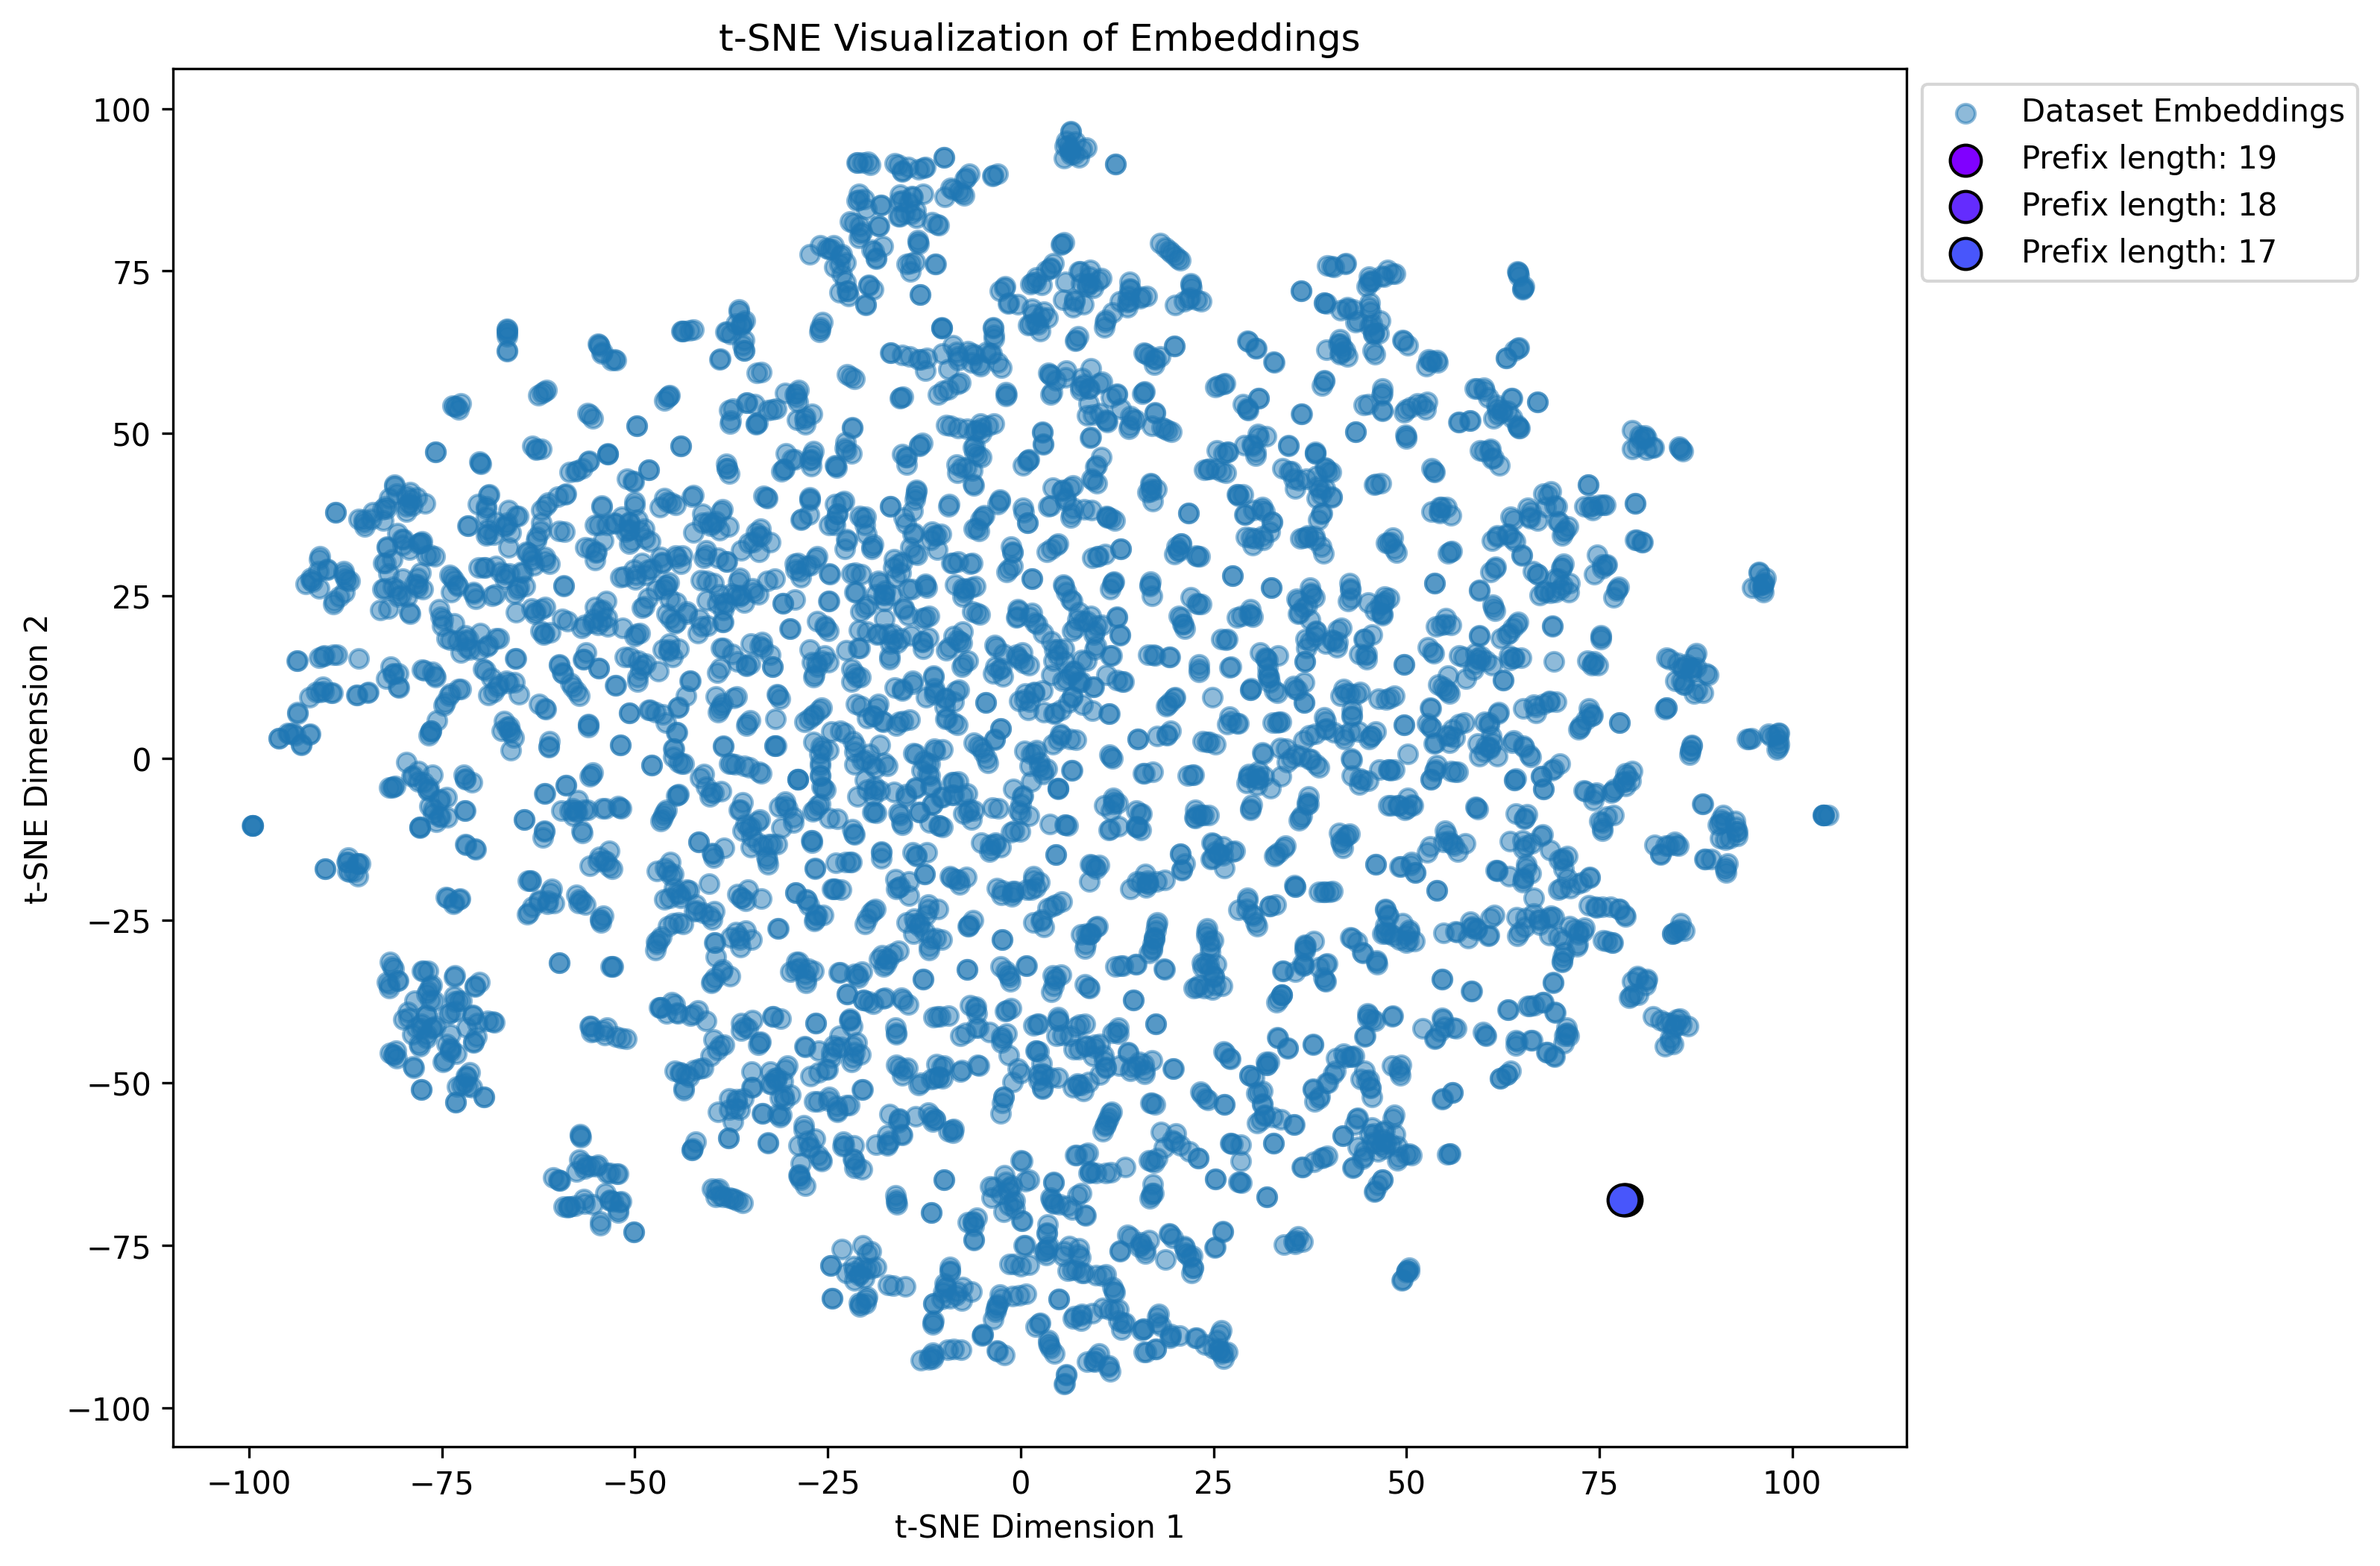 t-SNE Visualization of Embeddings
Dataset Embeddings
Prefix length: 19
Prefix length: 18
Prefix length: 17
t-SNE Dimension 2
100
75
50
25
0
−25
−50
−75
−100
−100 −75 −50 −25 0 25 50 75 100
t-SNE Dimension 1